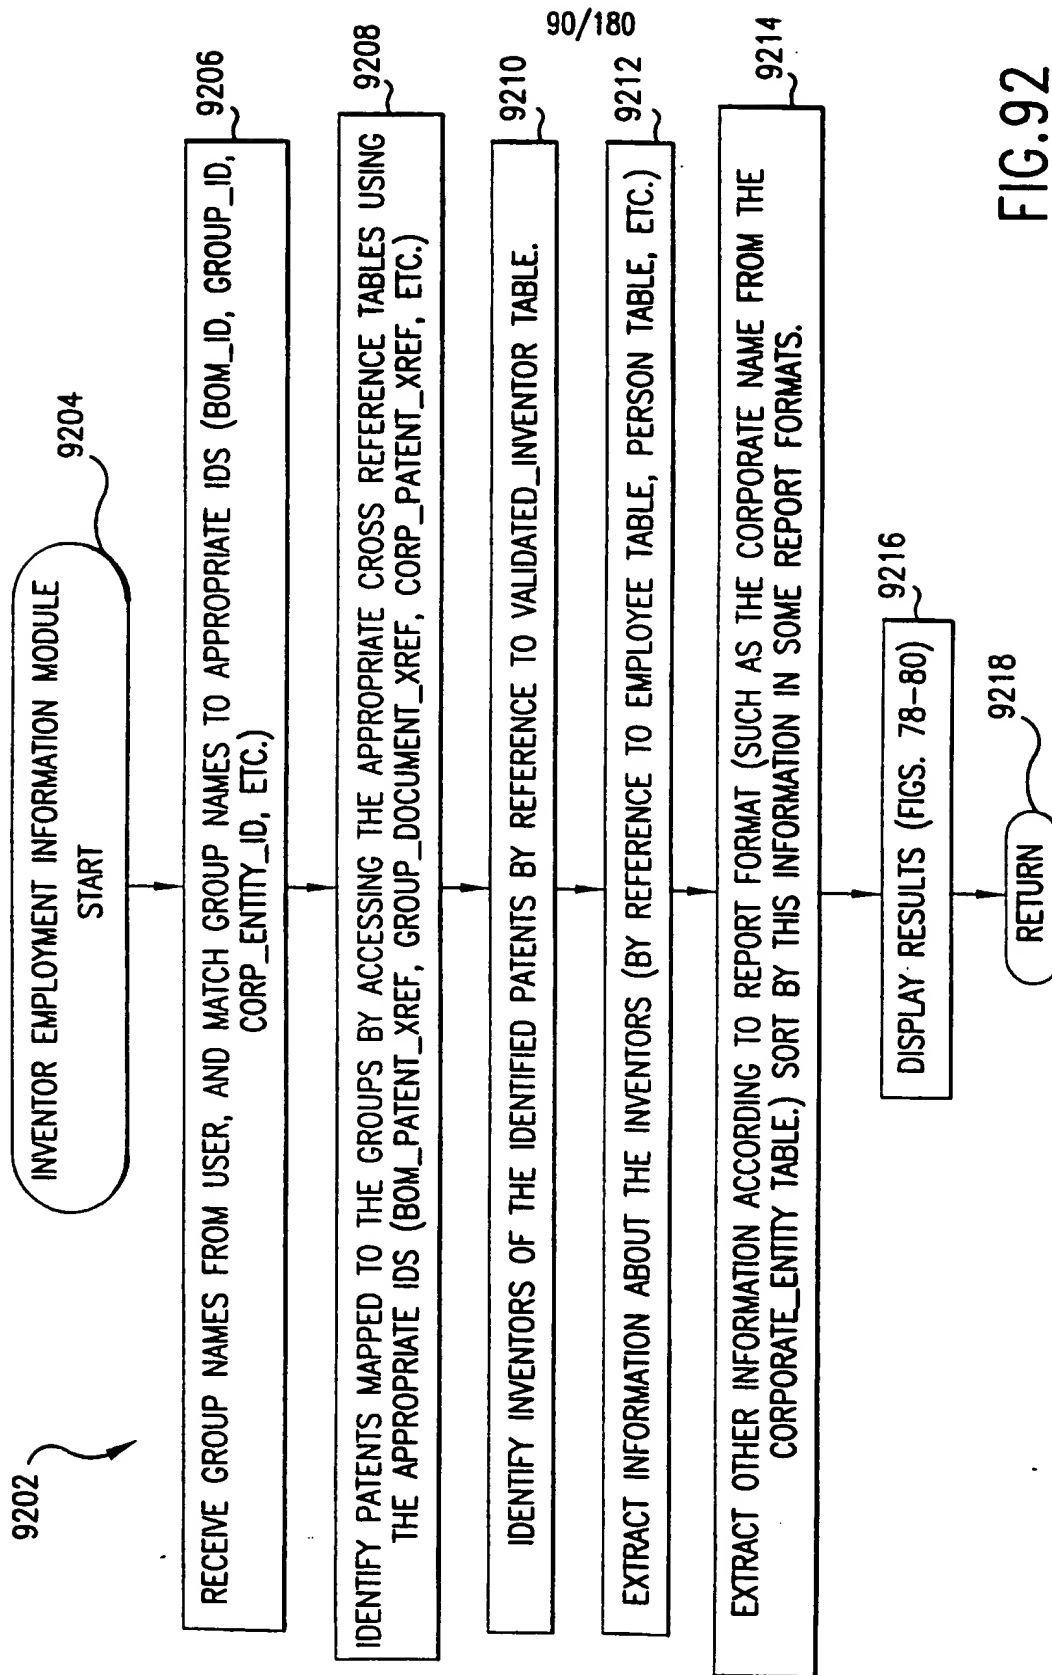 90/180
9202
INVENTOR EMPLOYMENT INFORMATION MODULE
START
9204
RECEIVE GROUP NAMES FROM USER, AND MATCH GROUP NAMES TO APPROPRIATE IDS (BOM_ID, GROUP_ID,
CORP_ENTITY_ID, ETC.)
9206
IDENTIFY PATENTS MAPPED TO THE GROUPS BY ACCESSING THE APPROPRIATE CROSS REFERENCE TABLES USING
THE APPROPRIATE IDS (BOM_PATENT_XREF, GROUP_DOCUMENT_XREF, CORP_PATENT_XREF, ETC.)
9208
IDENTIFY INVENTORS OF THE IDENTIFIED PATENTS BY REFERENCE TO VALIDATED_INVENTOR TABLE.
9210
EXTRACT INFORMATION ABOUT THE INVENTORS (BY REFERENCE TO EMPLOYEE TABLE, PERSON TABLE, ETC.)
9212
EXTRACT OTHER INFORMATION ACCORDING TO REPORT FORMAT (SUCH AS THE CORPORATE NAME FROM THE
CORPORATE_ENTITY TABLE.) SORT BY THIS INFORMATION IN SOME REPORT FORMATS.
9214
DISPLAY RESULTS (FIGS. 78-80)
9216
RETURN
9218
FIG.92